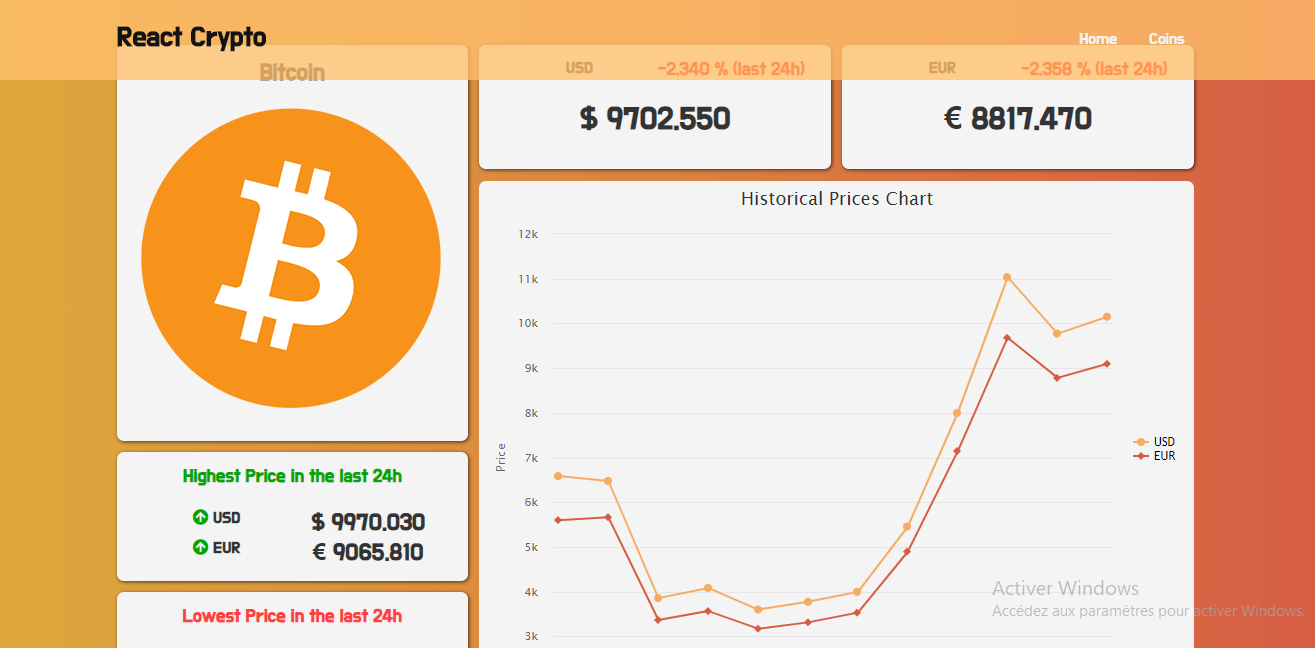 React Crypto
Home Coins
Bitcoin
USD -2.340 % (last 24h)
$ 9702.550
EUR -2.358 % (last 24h)
€ 8817.470
Highest Price in the last 24h
USD $ 9970.030
EUR € 9065.810
Lowest Price in the last 24h
Historical Prices Chart
12k
11k
10k
9k
8k
7k
6k
5k
4k
3k
Price
USD
EUR
Activer Windows
Accédez aux paramètres pour activer Windows.